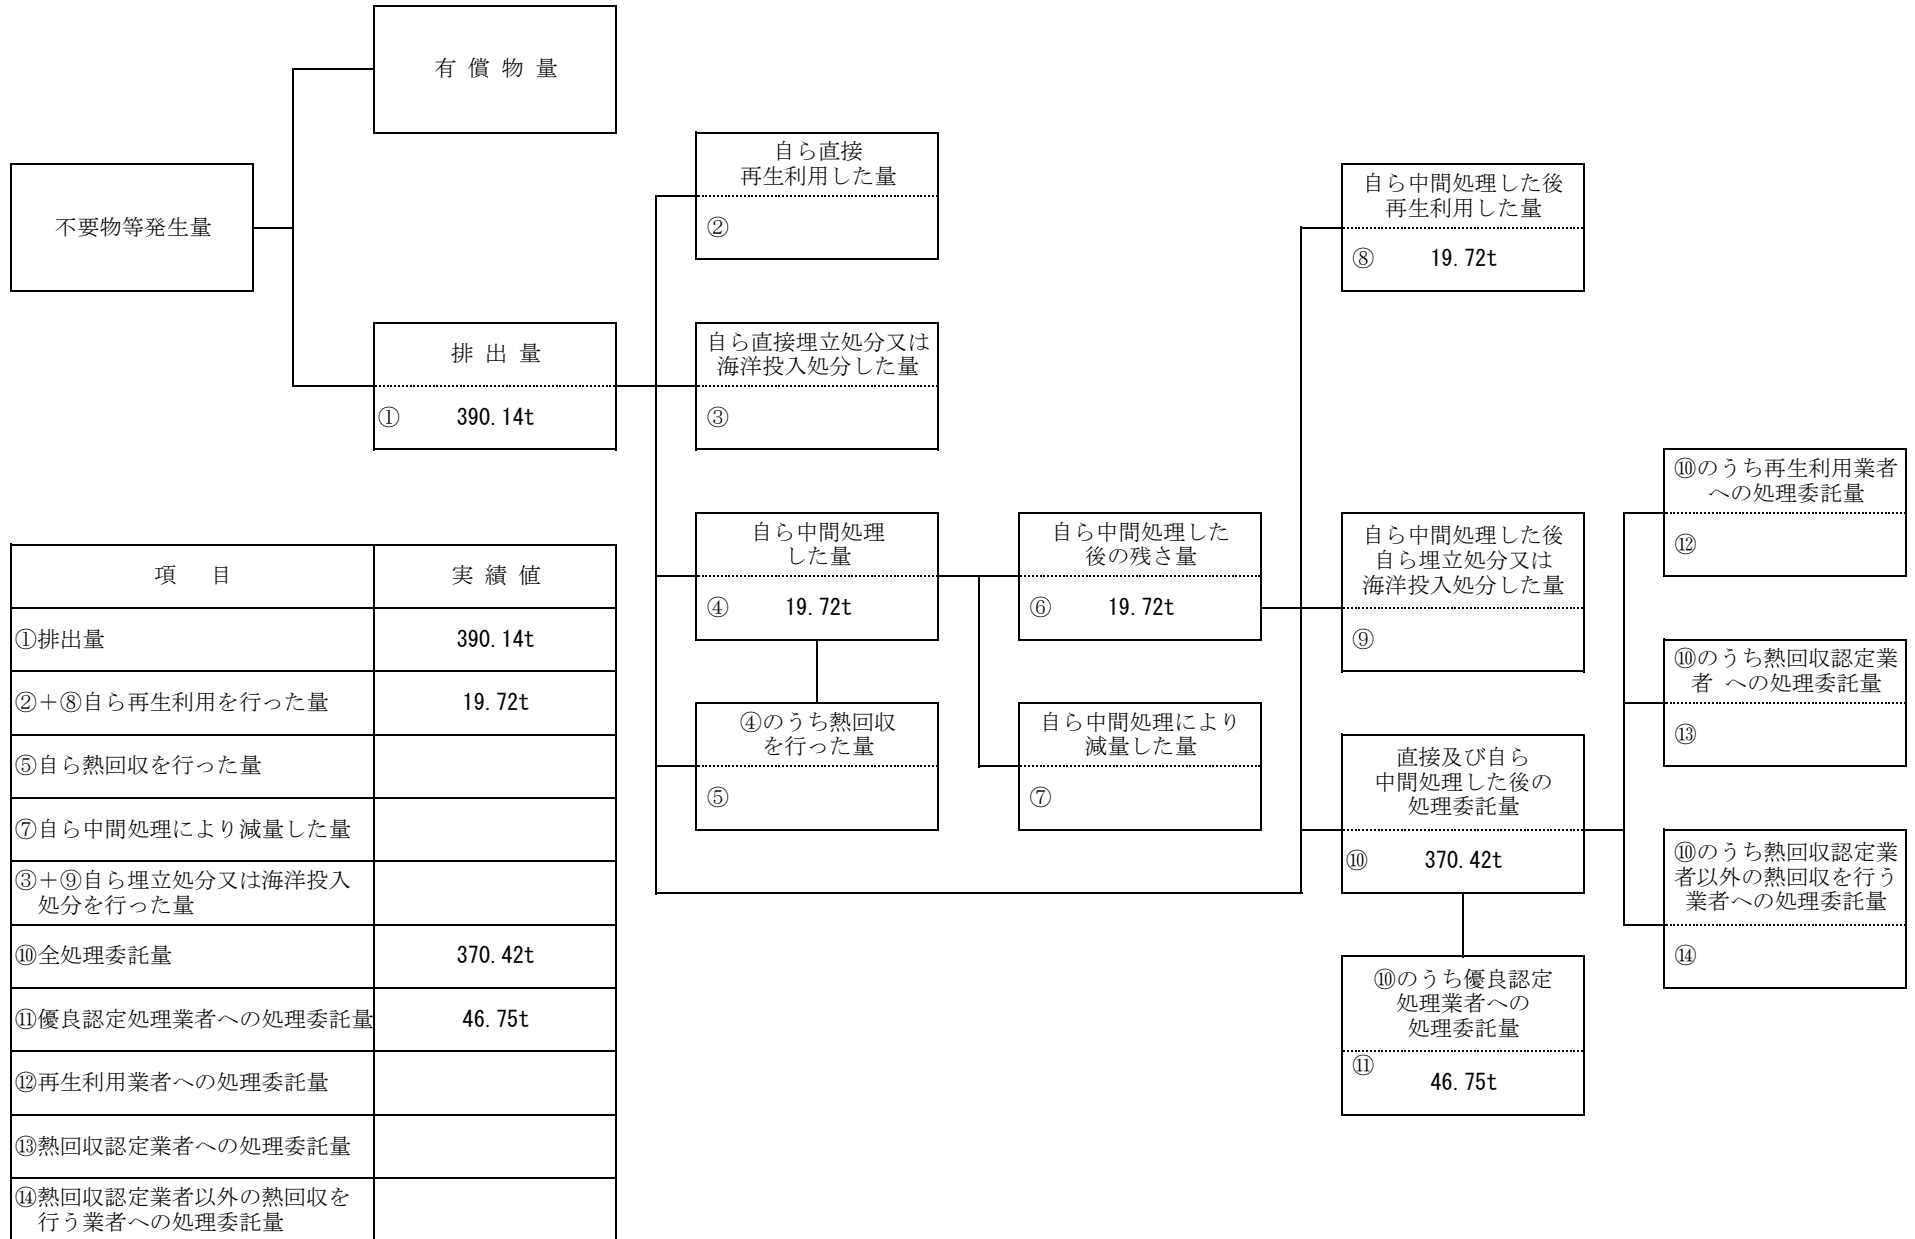 有 償 物 量
不要物等発生量
排 出 量
① 390.14t
自ら直接
再生利用した量
②
自ら直接埋立処分又は
海洋投入処分した量
③
自ら中間処理
した量
④ 19.72t
④のうち熱回収
を行った量
⑤
自ら中間処理した
後の残さ量
⑥ 19.72t
自ら中間処理により
減量した量
⑦
自ら中間処理した後
再生利用した量
⑧ 19.72t
自ら中間処理した後
自ら埋立処分又は
海洋投入処分した量
⑨
直接及び自ら
中間処理した後の
処理委託量
⑩ 370.42t
⑩のうち優良認定
処理業者への
処理委託量
⑪ 46.75t
⑩のうち再生利用業者
への処理委託量
⑫
⑩のうち熱回収認定業
者 への処理委託量
⑬
⑩のうち熱回収認定業
者以外の熱回収を行う
業者への処理委託量
⑭
項 目 実 績 値
①排出量 390.14t
②＋⑧自ら再生利用を行った量 19.72t
⑤自ら熱回収を行った量
⑦自ら中間処理により減量した量
③＋⑨自ら埋立処分又は海洋投入
処分を行った量
⑩全処理委託量 370.42t
⑪優良認定処理業者への処理委託量 46.75t
⑫再生利用業者への処理委託量
⑬熱回収認定業者への処理委託量
⑭熱回収認定業者以外の熱回収を
行う業者への処理委託量